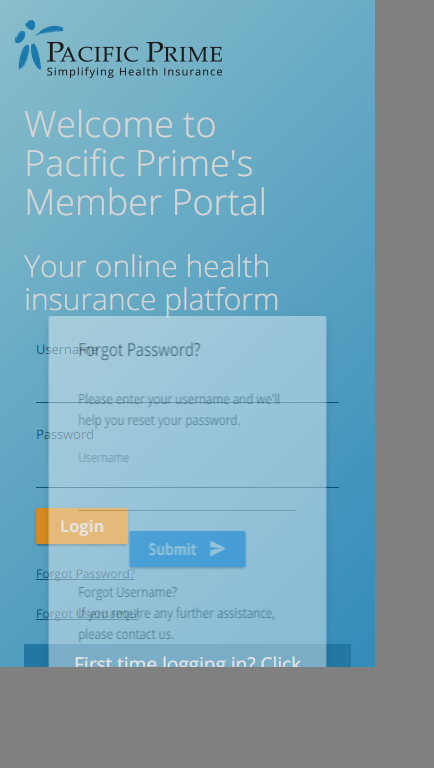 PACIFIC PRIME
Simplifying Health Insurance
Welcome to
Pacific Prime's
Member Portal
Your online health
insurance platform
Username
Forgot Password?
Please enter your username and we'll
help you reset your password.
Password
Username
Login
Submit
Forgot Password?
Forgot Username?
Forgot Username?
If you require any further assistance,
please contact us.
First time logging in? Click